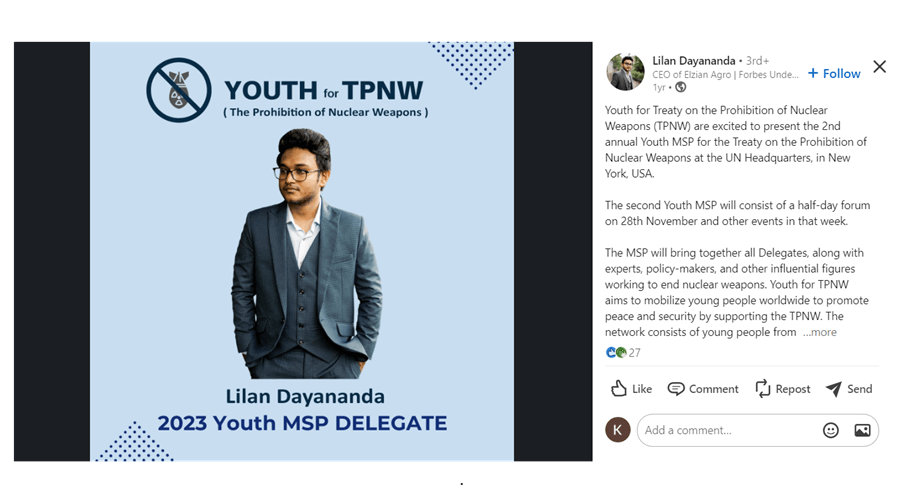 YOUTH for TPNW
( The Prohibition of Nuclear Weapons )
Lilan Dayananda
2023 Youth MSP DELEGATE
Lilan Dayananda • 3rd+
CEO of Elzian Agro | Forbes Unde...
1yr •
+ Follow
Youth for Treaty on the Prohibition of Nuclear
Weapons (TPNW) are excited to present the 2nd
annual Youth MSP for the Treaty on the Prohibition of
Nuclear Weapons at the UN Headquarters, in New
York, USA.
The second Youth MSP will consist of a half-day forum
on 28th November and other events in that week.
The MSP will bring together all Delegates, along with
experts, policy-makers, and other influential figures
working to end nuclear weapons. Youth for TPNW
aims to mobilize young people worldwide to promote
peace and security by supporting the TPNW. The
network consists of young people from ...more
27
Like Comment Repost Send
K
Add a comment...